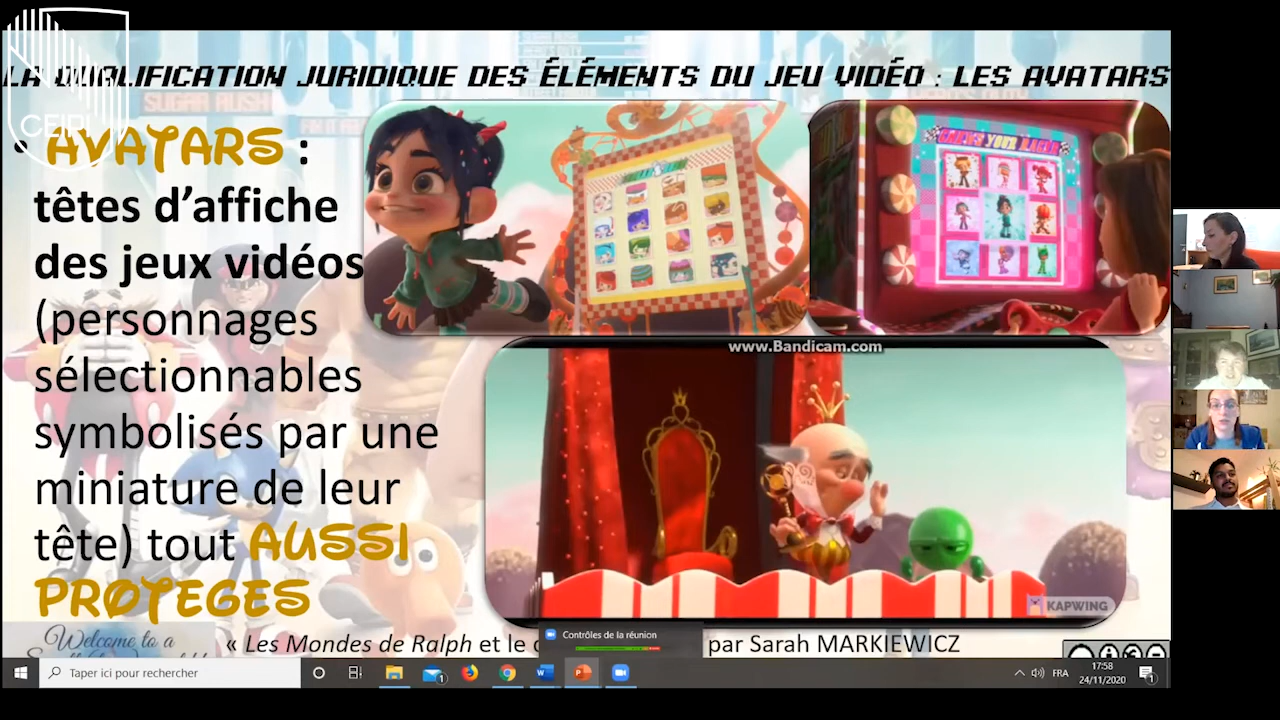 LA QUALIFICATION JURIDIQUE DES ÉLÉMENTS DU JEU VIDÉO : LES AVATARS
CEIPI
SUGAR RUSH
• AVATARS :
têtes d’affiche
des jeux vidéos
(personnages
sélectionnables
symbolisés par une
miniature de leur
tête) tout AUSSI
PROTEGES
www.Bandicam.com
KAPWING
Welcome to a
« Les Mondes de Ralph et le
par Sarah MARKIEWICZ
Contrôles de la réunion
Taper ici pour rechercher
1
FRA
17:58
24/11/2020
1